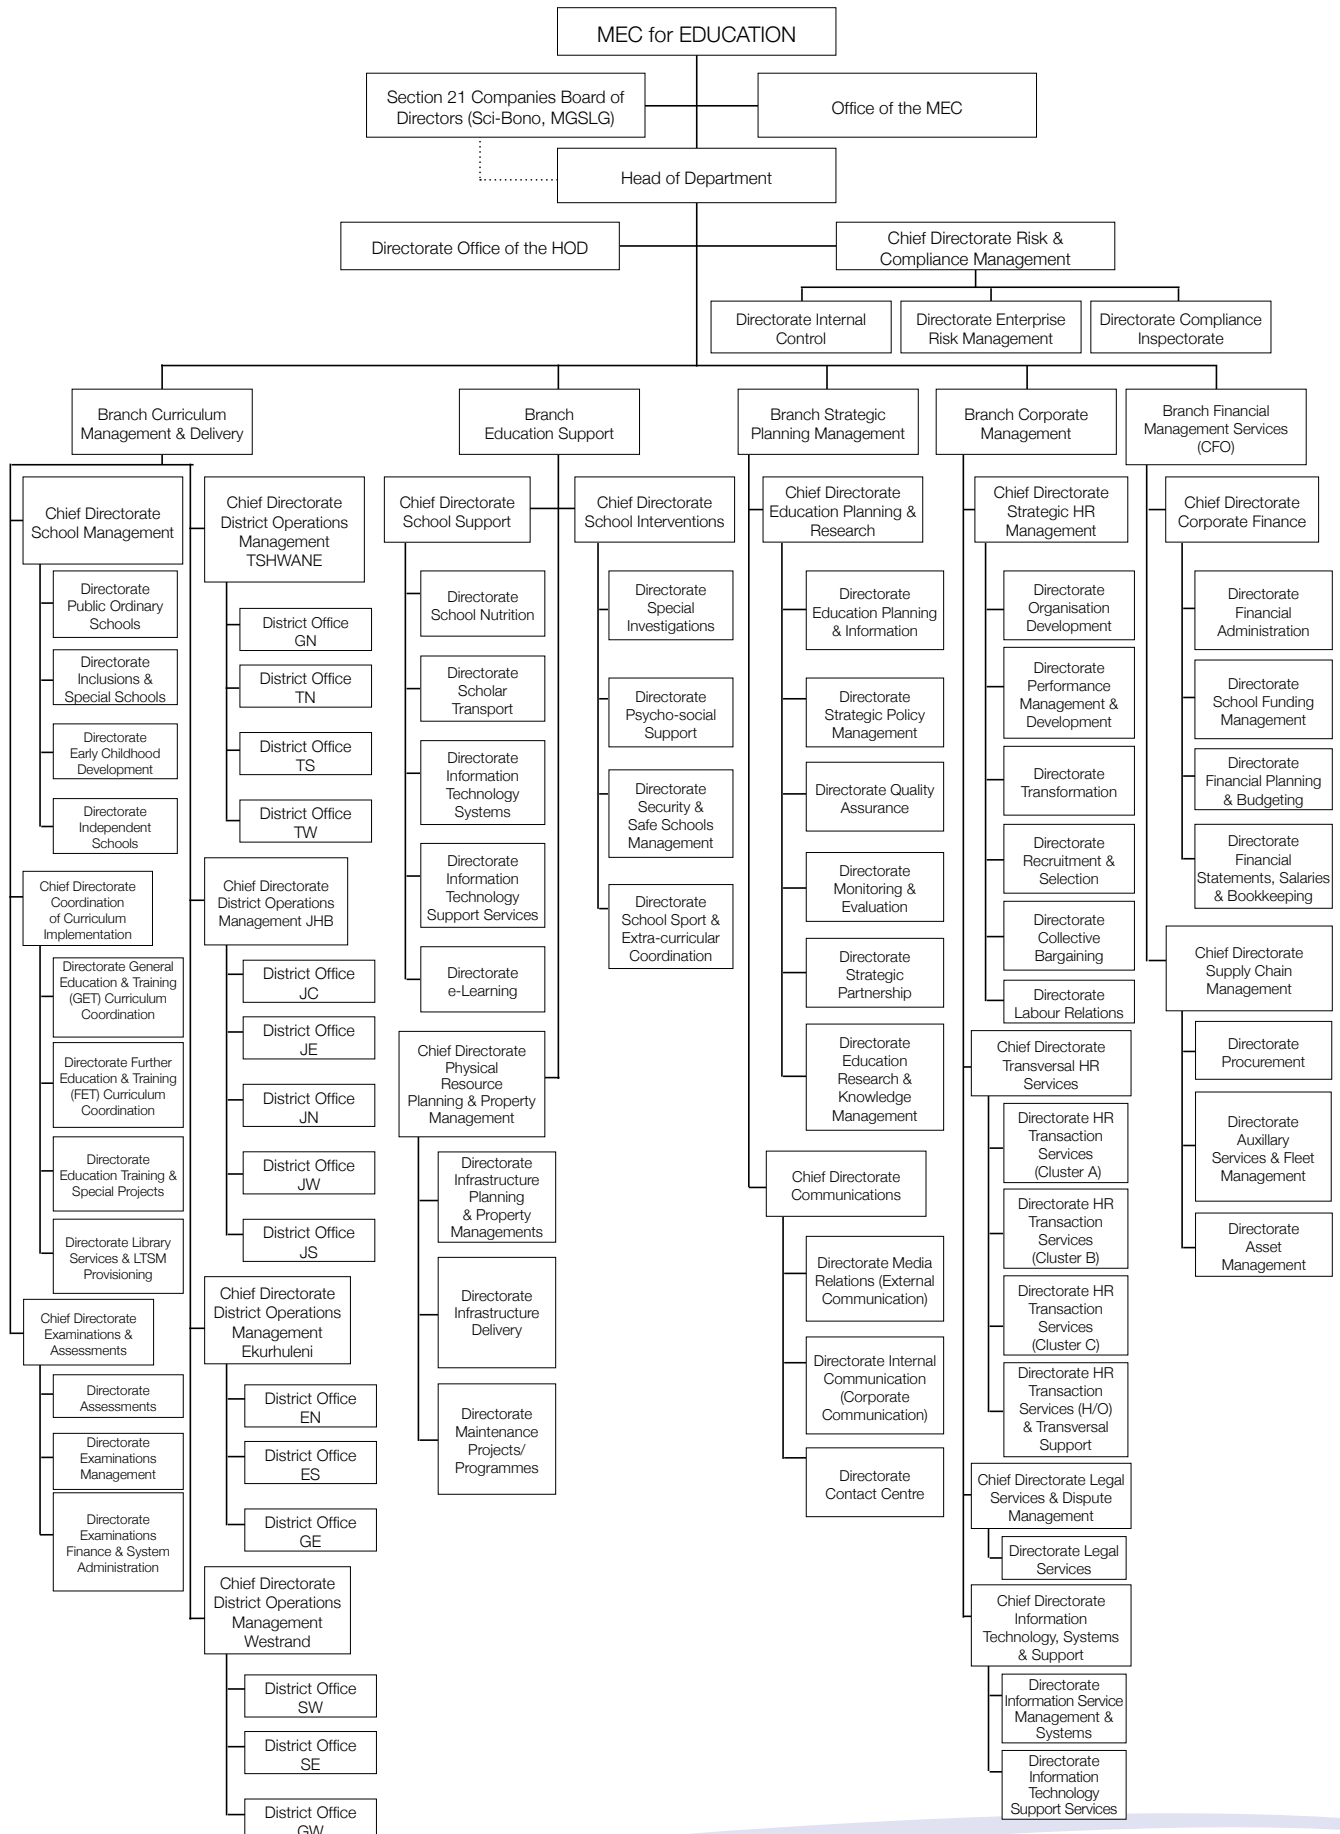 MEC for EDUCATION
Section 21 Companies Board of
Directors (Sci-Bono, MGSLG)
Office of the MEC
Head of Department
Directorate Office of the HOD
Chief Directorate Risk &
Compliance Management
Directorate Internal
Control
Directorate Enterprise
Risk Management
Directorate Compliance
Inspectorate
Branch Curriculum
Management & Delivery
Branch
Education Support
Branch Strategic
Planning Management
Branch Corporate
Management
Branch Financial
Management Services
(CFO)
Chief Directorate
School Management
Directorate
Public Ordinary
Schools
Directorate
Inclusions &
Special Schools
Directorate
Early Childhood
Development
Directorate
Independent
Schools
Chief Directorate
Coordination
of Curriculum
Implementation
Directorate General
Education & Training
(GET) Curriculum
Coordination
Directorate Further
Education & Training
(FET) Curriculum
Coordination
Directorate
Education Training &
Special Projects
Directorate Library
Services & LTSM
Provisioning
Chief Directorate
Examinations &
Assessments
Directorate
Assessments
Directorate
Examinations
Management
Directorate
Examinations
Finance & System
Administration
Chief Directorate
District Operations
Management
TSHWANE
District Office
GN
District Office
TN
District Office
TS
District Office
TW
Chief Directorate
District Operations
Management JHB
District Office
JC
District Office
JE
District Office
JN
District Office
JW
District Office
JS
Chief Directorate
District Operations
Management
Ekurhuleni
District Office
EN
District Office
ES
District Office
GE
Chief Directorate
District Operations
Management
Westrand
District Office
SW
District Office
SE
District Office
GW
Chief Directorate
School Support
Directorate
School Nutrition
Directorate
Scholar
Transport
Directorate
Information
Technology
Systems
Directorate
Information
Technology
Support Services
Directorate
e-Learning
Chief Directorate
Physical
Resource
Planning & Property
Management
Directorate
Infrastructure
Planning
& Property
Managements
Directorate
Infrastructure
Delivery
Directorate
Maintenance
Projects/
Programmes
Chief Directorate
School Interventions
Directorate
Special
Investigations
Directorate
Psycho-social
Support
Directorate
Security &
Safe Schools
Management
Directorate
School Sport &
Extra-curricular
Coordination
Chief Directorate
Education Planning &
Research
Directorate
Education Planning
& Information
Directorate
Strategic Policy
Management
Directorate Quality
Assurance
Directorate
Monitoring &
Evaluation
Directorate
Strategic
Partnership
Directorate
Education
Research &
Knowledge
Management
Chief Directorate
Communications
Directorate Media
Relations (External
Communication)
Directorate Internal
Communication
(Corporate
Communication)
Directorate
Contact Centre
Chief Directorate
Strategic HR
Management
Directorate
Organisation
Development
Directorate
Performance
Management &
Development
Directorate
Transformation
Directorate
Recruitment &
Selection
Directorate
Collective
Bargaining
Directorate
Labour Relations
Chief Directorate
Transversal HR
Services
Directorate HR
Transaction
Services
(Cluster A)
Directorate HR
Transaction
Services
(Cluster B)
Directorate HR
Transaction
Services
(Cluster C)
Directorate HR
Transaction
Services (H/O)
& Transversal
Support
Chief Directorate Legal
Services & Dispute
Management
Directorate Legal
Services
Chief Directorate
Information
Technology, Systems
& Support
Directorate
Information Service
Management &
Systems
Directorate
Information
Technology
Support Services
Chief Directorate
Corporate Finance
Directorate
Financial
Administration
Directorate
School Funding
Management
Directorate
Financial Planning
& Budgeting
Directorate
Financial
Statements, Salaries
& Bookkeeping
Chief Directorate
Supply Chain
Management
Directorate
Procurement
Directorate
Auxillary
Services & Fleet
Management
Directorate
Asset
Management